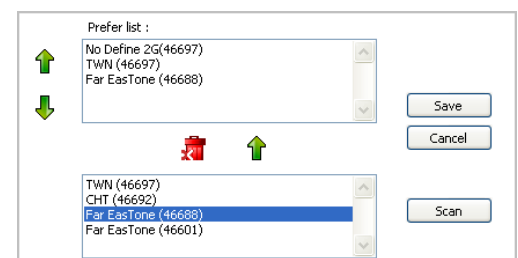 Prefer list :
No Define 2G(46697)
TWN (46697)
Far EasTone (46688)
Save
Cancel
TWN (46697)
CHT (46692)
Far EasTone (46688)
Far EasTone (46601)
Scan